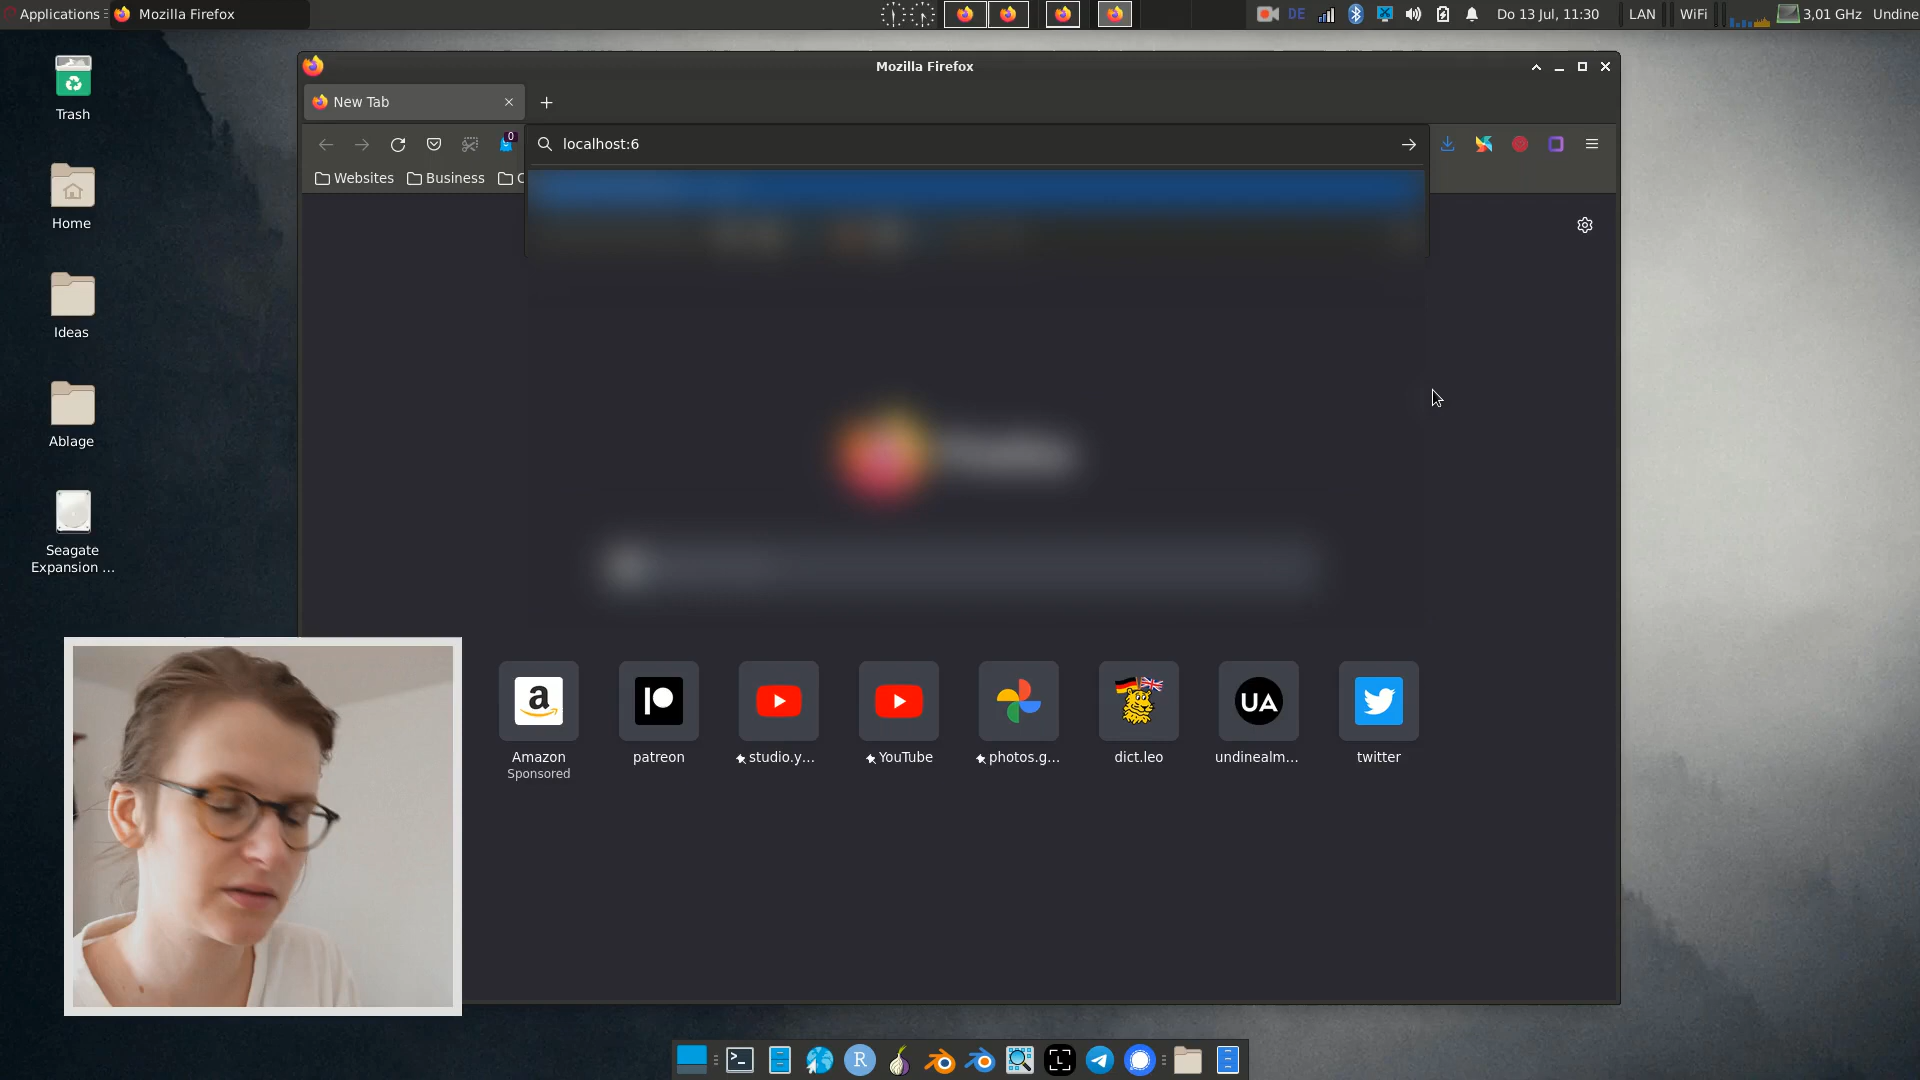 Applications
Mozilla Firefox
DE
Do 13 Jul, 11:30
LAN
WiFi
3,01 GHz
Undine
Trash
Home
Ideas
Ablage
Seagate
Expansion ...
Mozilla Firefox
New Tab
0
localhost:6
Websites
Business
C
a
Amazon
Sponsored
patreon
studio.y...
YouTube
photos.g...
dict.leo
UA
undinealm...
twitter
R
L